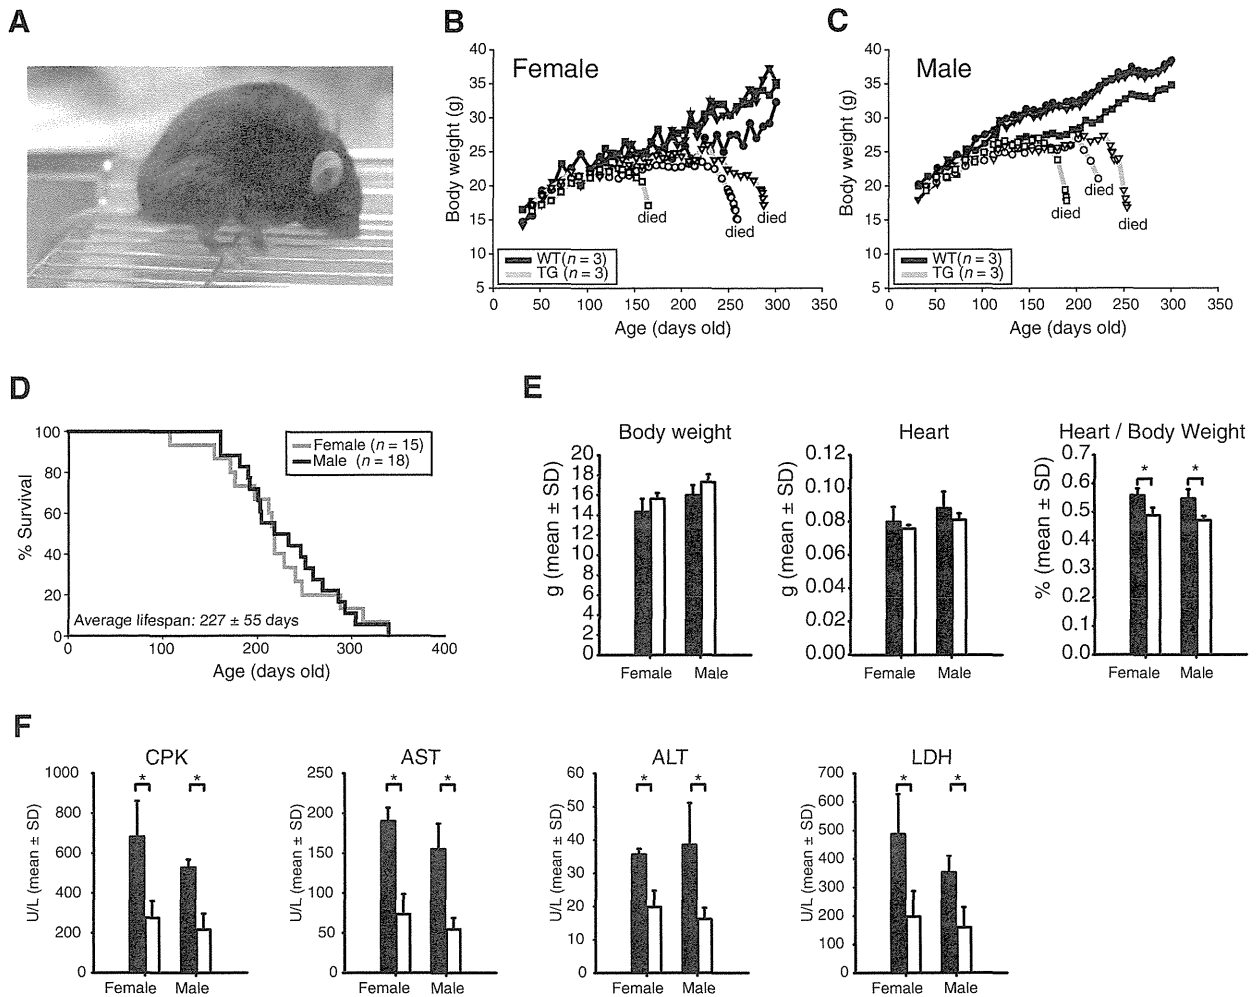 A
B
Body weight (g)
40
35
30
25
20
15
10
5
Female
died
died
died
WT(n = 3)
TG (n = 3)
0 50 100 150 200 250 300 350
Age (days old)
C
Body weight (g)
40
35
30
25
20
15
10
5
Male
died
died
died
WT(n = 3)
TG (n = 3)
0 50 100 150 200 250 300 350
Age (days old)
D
% Survival
100
80
60
40
20
0
Female (n = 15)
Male (n = 18)
Average lifespan: 227 ± 55 days
0 100 200 300 400
Age (days old)
E
Body weight
g (mean ± SD)
20
18
16
14
12
10
8
6
4
2
0
Female Male
Heart
g (mean ± SD)
0.12
0.10
0.08
0.06
0.04
0.02
0.00
Female Male
Heart / Body Weight
% (mean ± SD)
0.7
0.6
0.5
0.4
0.3
0.2
0.1
0.0
* *
Female Male
F
CPK
U/L (mean ± SD)
1000
800
600
400
200
0
* *
Female Male
AST
U/L (mean ± SD)
250
200
150
100
50
0
* *
Female Male
ALT
U/L (mean ± SD)
60
50
40
30
20
10
0
* *
Female Male
LDH
U/L (mean ± SD)
700
600
500
400
300
200
100
0
* *
Female Male